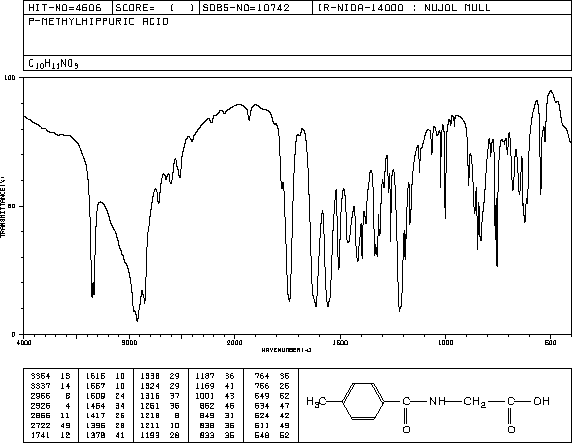 HIT-NO=4606 SCORE= ( ) SDBS-NO=10742 IR-NIDA-14000 : NUJOL MULL
P-METHYLHIPPURIC ACID
C10H11NO3
100
50
0
TRANSMITTANCE(%)
4000 3000 2000 1500 1000 500
WAVENUMBER(-1)
3354 13 1616 10 1338 29 1187 36 764 35
3337 14 1557 10 1324 29 1169 41 756 25
2955 6 1509 24 1316 37 1001 43 649 52
2925 4 1464 34 1261 36 862 46 634 47
2866 11 1417 26 1218 8 849 31 624 42
2722 49 1396 28 1211 10 838 36 611 49
1741 12 1378 41 1193 28 833 35 548 52
H3C NH CH2 C OH
C
O O